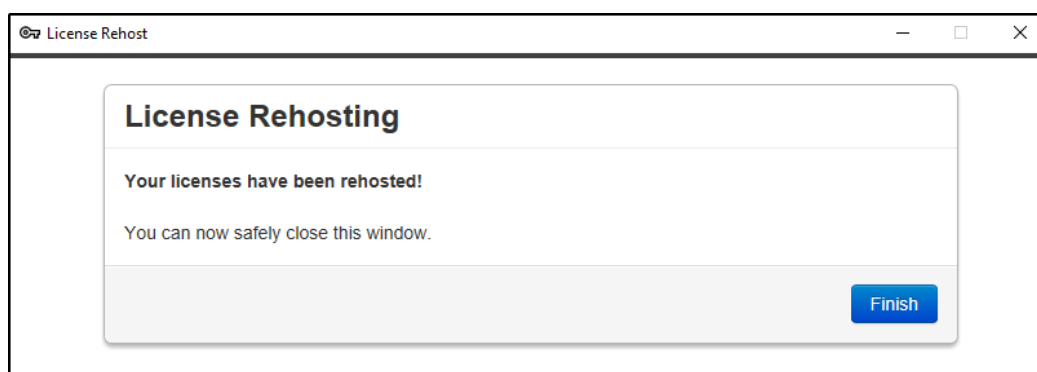 License Rehost
License Rehosting
Your licenses have been rehosted!
You can now safely close this window.
Finish